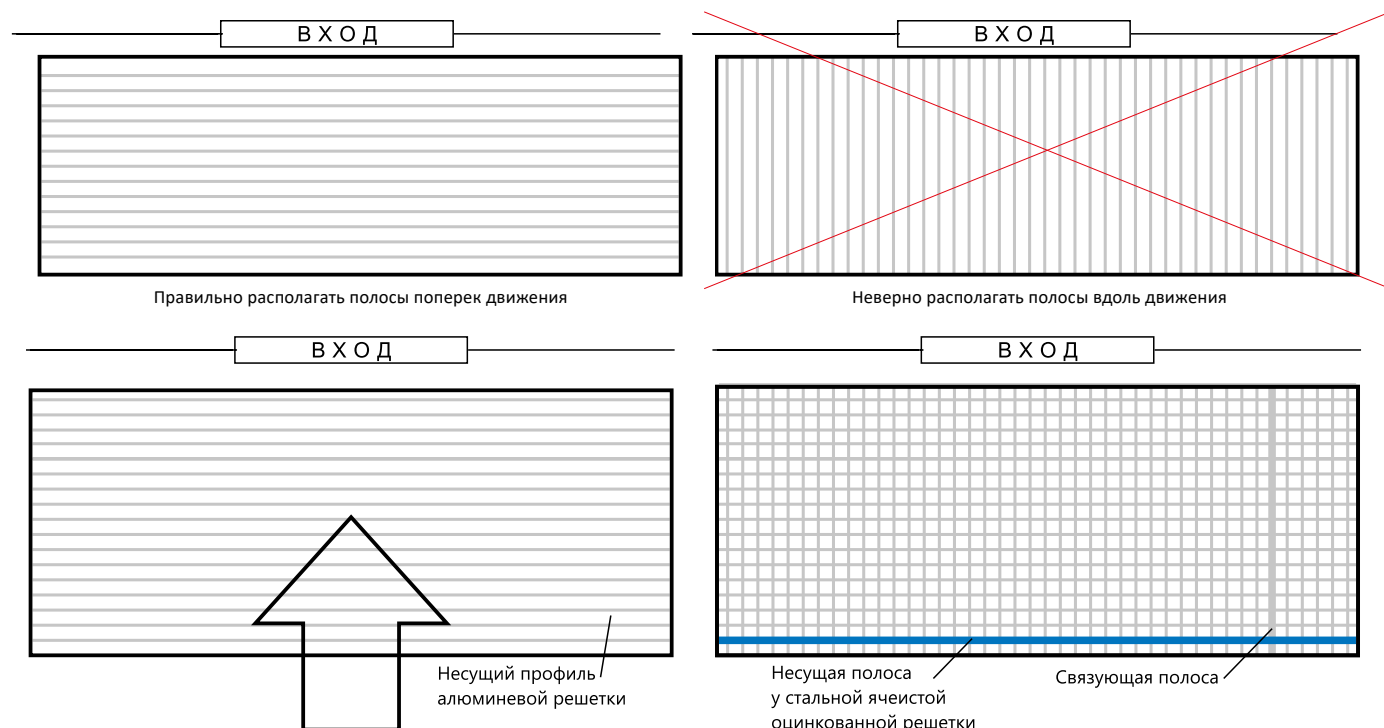 ВХОД
ВХОД
Правильно располагать полосы поперек движения
Неверно располагать полосы вдоль движения
ВХОД
ВХОД
Несущий профиль
алюминевой решетки
Несущая полоса
у стальной ячеистой
оцинкованной решетки
Связующая полоса